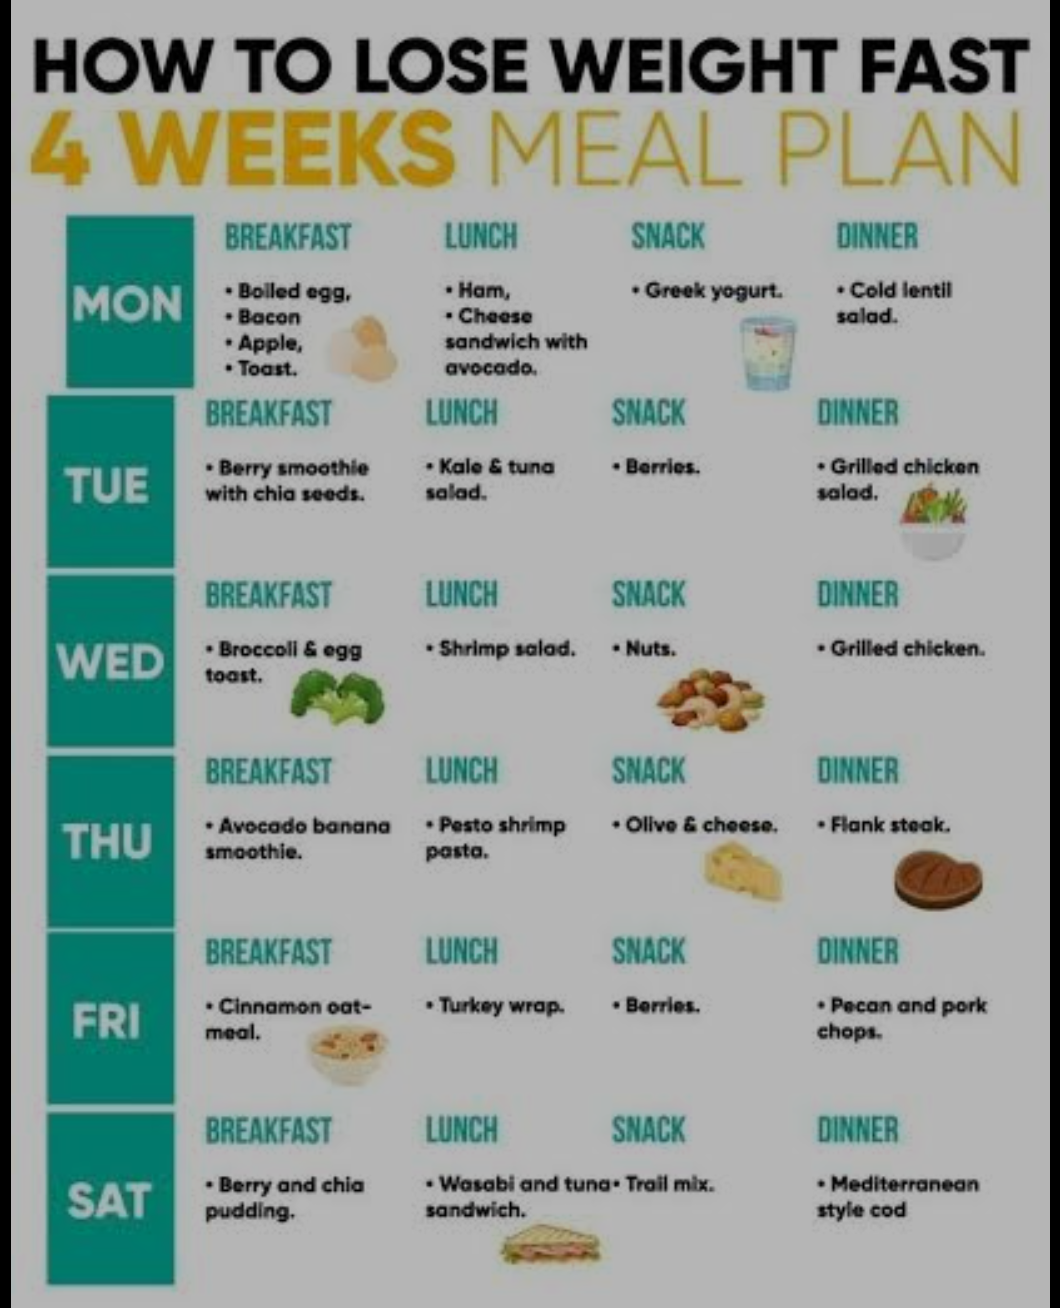 HOW TO LOSE WEIGHT FAST
4 WEEKS MEAL PLAN
MON
BREAKFAST
• Boiled egg,
• Bacon
• Apple,
• Toast.
LUNCH
• Ham,
• Cheese
sandwich with
avocado.
SNACK
• Greek yogurt.
DINNER
• Cold lentil
salad.
TUE
BREAKFAST
• Berry smoothie
with chia seeds.
LUNCH
• Kale & tuna
salad.
SNACK
• Berries.
DINNER
• Grilled chicken
salad.
WED
BREAKFAST
• Broccoli & egg
toast.
LUNCH
• Shrimp salad.
SNACK
• Nuts.
DINNER
• Grilled chicken.
THU
BREAKFAST
• Avocado banana
smoothie.
LUNCH
• Pesto shrimp
pasta.
SNACK
• Olive & cheese.
DINNER
• Flank steak.
FRI
BREAKFAST
• Cinnamon oat-
meal.
LUNCH
• Turkey wrap.
SNACK
• Berries.
DINNER
• Pecan and pork
chops.
SAT
BREAKFAST
• Berry and chia
pudding.
LUNCH
• Wasabi and tuna
sandwich.
SNACK
• Trail mix.
DINNER
• Mediterranean
style cod